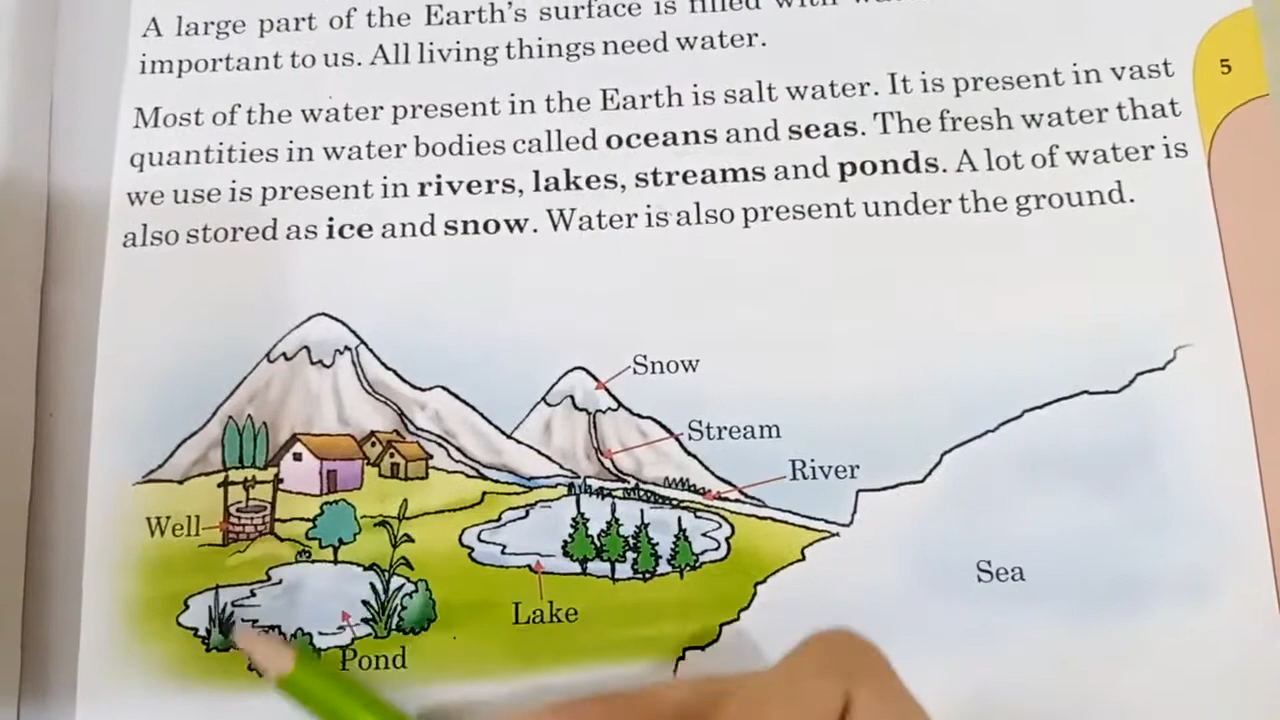 A large part of the Earth's surface is filled with
important to us. All living things need water.
Most of the water present in the Earth is salt water. It is present in vast
quantities in water bodies called oceans and seas. The fresh water that
we use is present in rivers, lakes, streams and ponds. A lot of water is
also stored as ice and snow. Water is also present under the ground.
5
Snow
Stream
River
Well
Sea
Lake
Pond